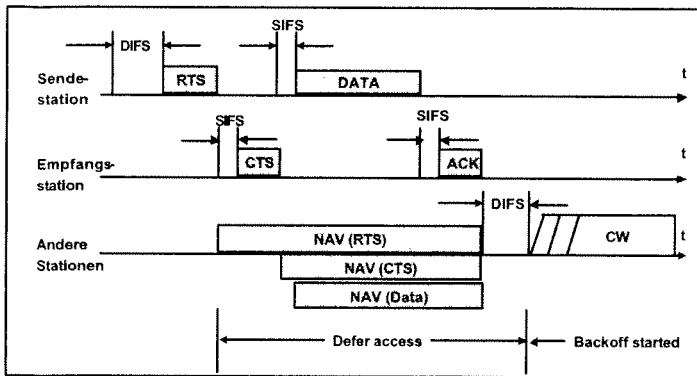 SIFS
DIFS
t
Sende-
station
RTS
DATA
SIFS
SIFS
t
Empfangs-
station
CTS
ACK
DIFS
Andere
Stationen
NAV (RTS)
CW
t
NAV (CTS)
NAV (Data)
Defer access
Backoff started